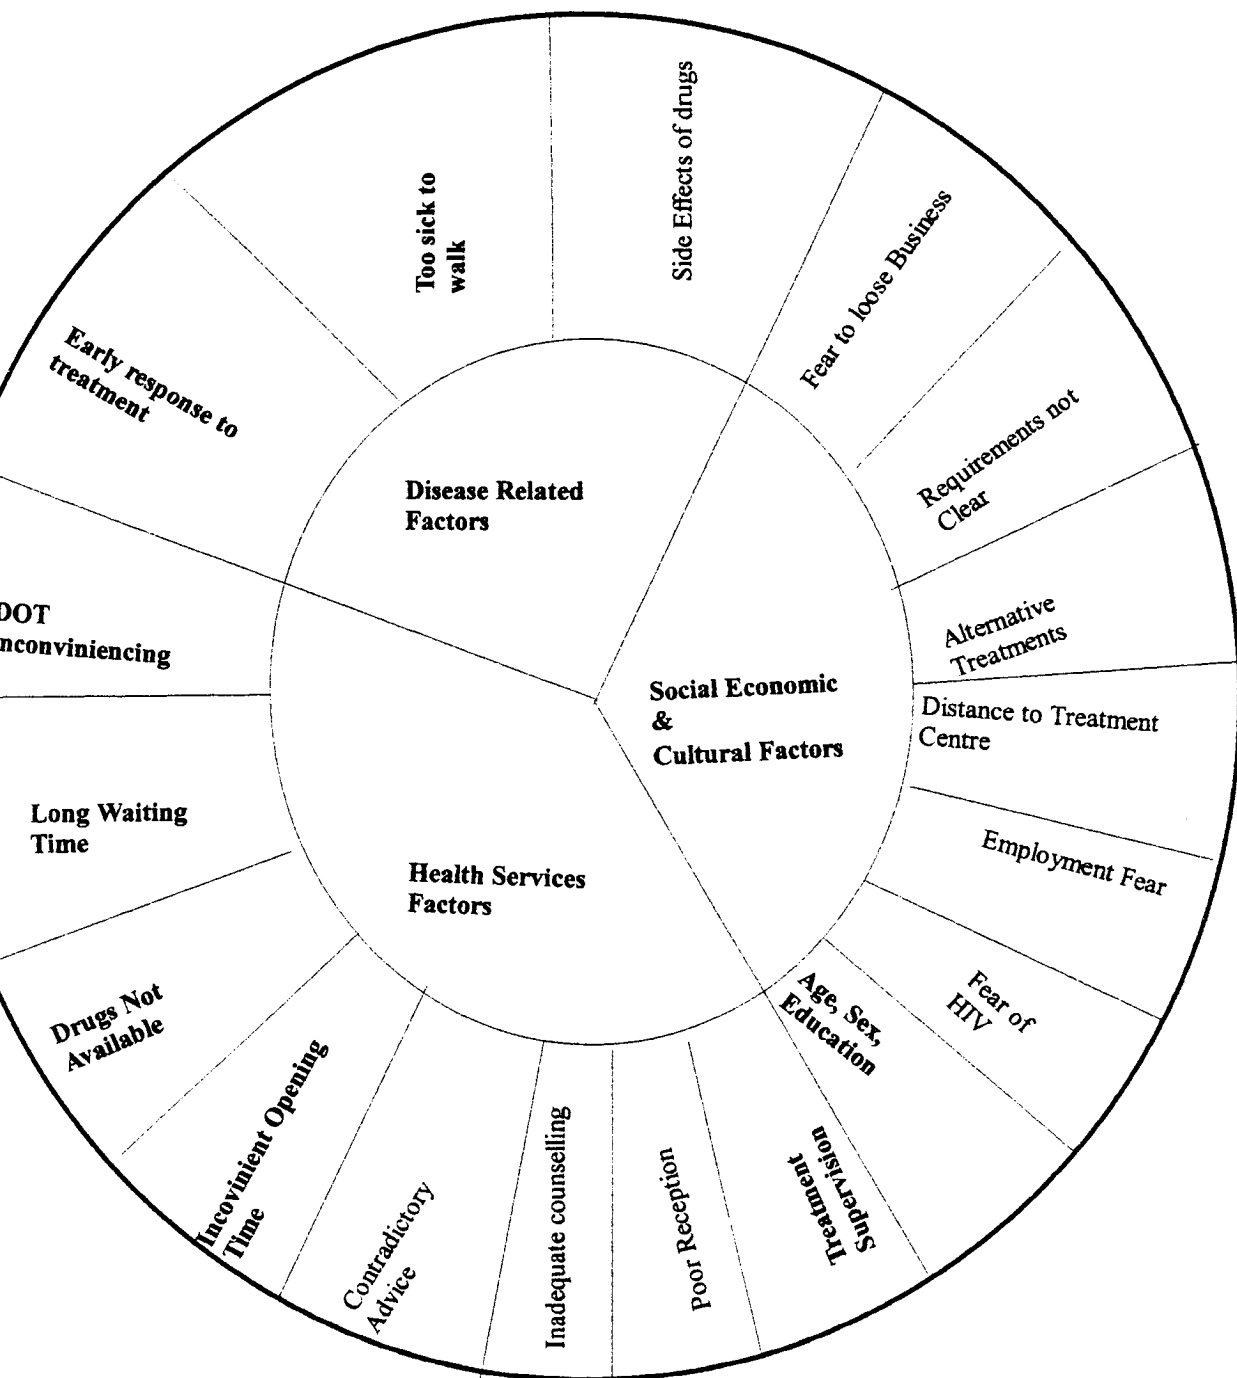 Side Effects of drugs
Too sick to
walk
Early response to
treatment
Fear to loose Business
Requirements not
Clear
Alternative
Treatments
Distance to Treatment
Centre
Employment Fear
Fear of
HIV
Age, Sex,
Education
Disease Related
Factors
Social Economic
&
Cultural Factors
Health Services
Factors
DOT
nconviniencing
Long Waiting
Time
Drugs Not
Available
Incovinient Opening
Time
Contradictory
Advice
Inadequate counselling
Poor Reception
Treatment
Supervision